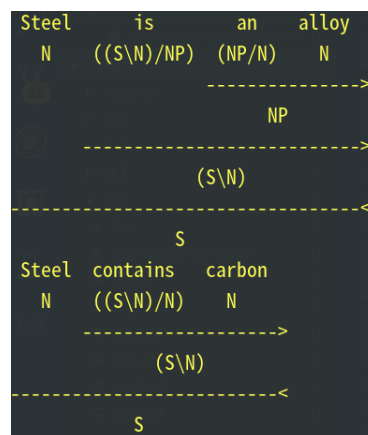 Steel is an alloy
N ((S\N)/NP) (NP/N) N
--------------->
NP
----------------------------->
(S\N)
-------------------------------------<
S
Steel contains carbon
N ((S\N)/N) N
-------------------->
(S\N)
----------------------------<
S